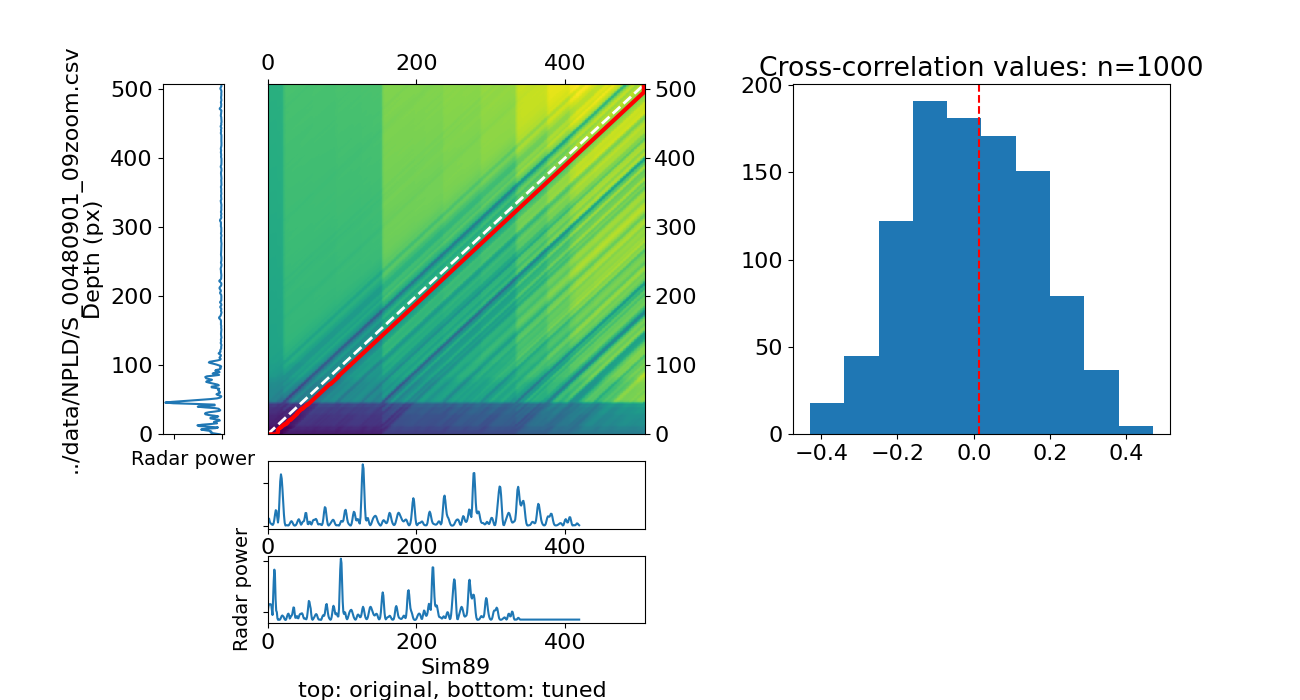 Cross-correlation values: n=1000
0 200 400
../data/NPLD/S_00480901_09zoom.csv
Depth (px)
500
400
300
200
100
0
500
400
300
200
100
0
200
150
100
50
0
−0.4 −0.2 0.0 0.2 0.4
Radar power
0 200 400
Radar power
0 200 400
Sim89
top: original, bottom: tuned